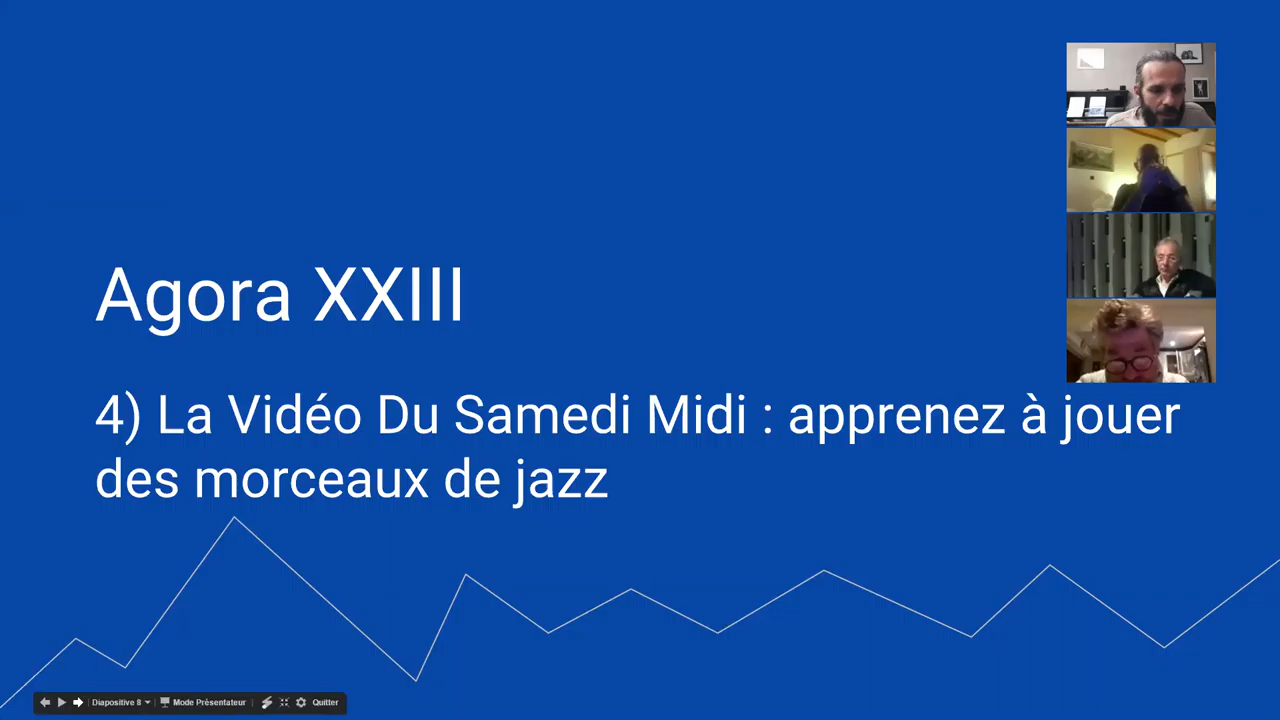 Agora XXIII
4) La Vidéo Du Samedi Midi : apprenez à jouer
des morceaux de jazz
Diapositive 8
Mode Présentateur
Quitter